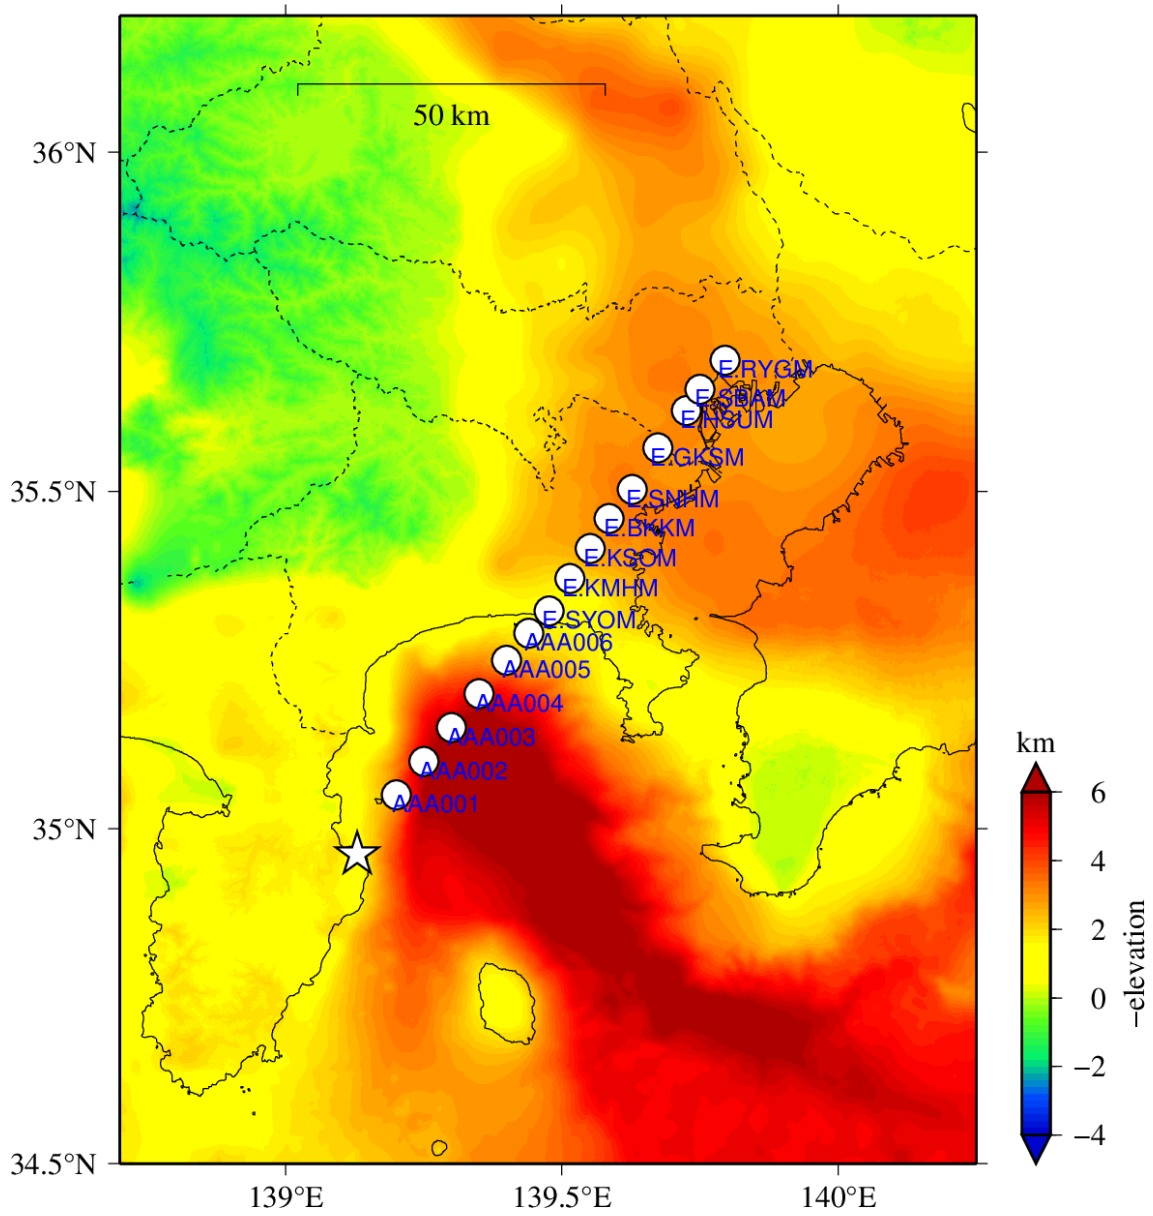 50 km
36°N
E.RYGM
E.SBAM
E.HSUM
E.GKSM
35.5°N
E.SNHM
E.BKKM
E.KSOM
E.KMHM
E.SYOM
AAA006
AAA005
AAA004
AAA003
AAA002
AAA001
35°N
34.5°N
139°E
139.5°E
140°E
km
6
4
2
0
−2
−4
−elevation